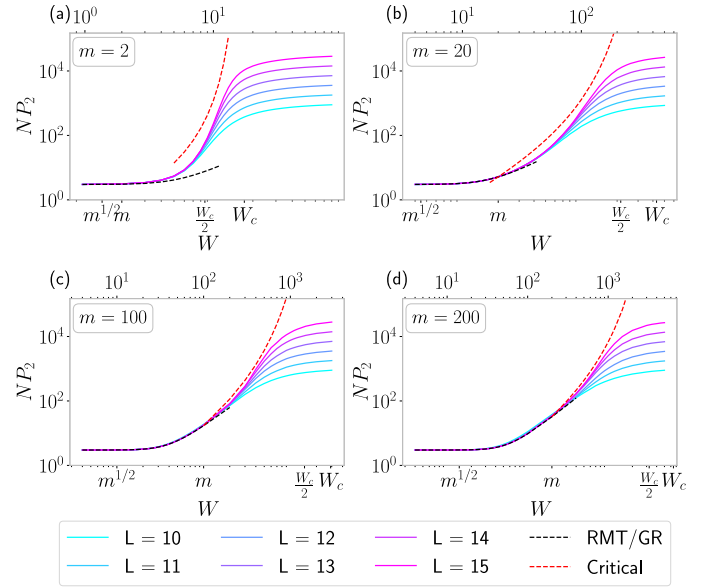 (a) 10^0 10^1 (b) 10^1 10^2
m = 2 m = 20
NP_2 10^4 10^2 10^0 NP_2 10^4 10^2 10^0
m^{1/2} m \frac{W_c}{2} W_c m^{1/2} m \frac{W_c}{2} W_c
W W
(c) 10^1 10^2 10^3 (d) 10^1 10^2 10^3
m = 100 m = 200
NP_2 10^4 10^2 10^0 NP_2 10^4 10^2 10^0
m^{1/2} m \frac{W_c}{2} W_c m^{1/2} m \frac{W_c}{2} W_c
W W
L = 10 L = 12 L = 14 RMT/GR
L = 11 L = 13 L = 15 Critical